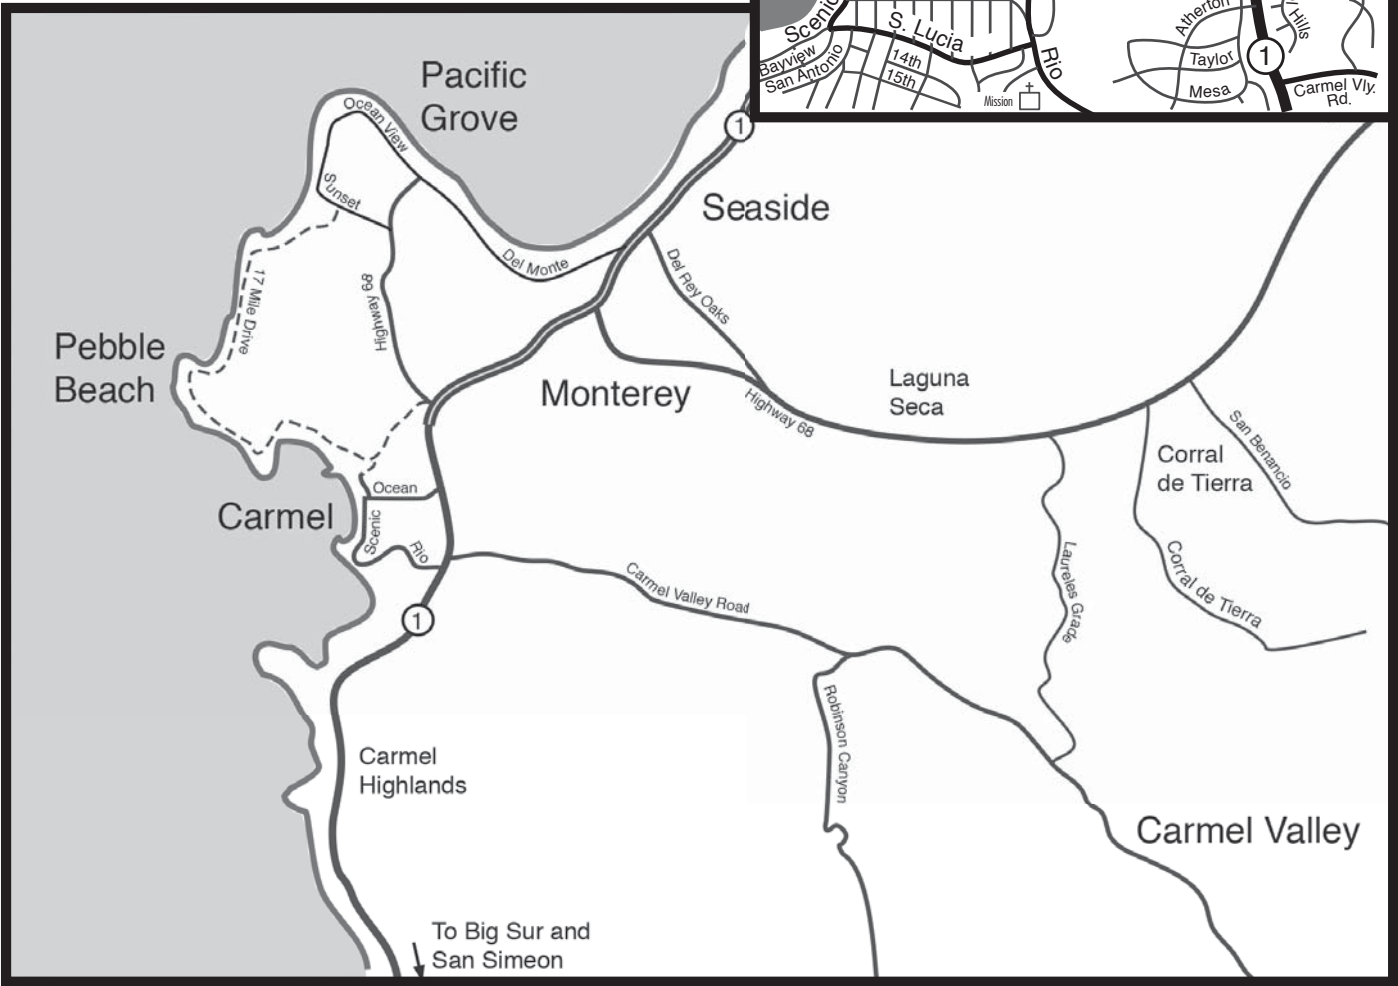 Scenic
S. Lucia
Bayview
San Antonio
14th
15th
Mission
Rio
Atherton
Hills
Taylor
Mesa
1
Carmel Vly.
Rd.
Pacific
Grove
Ocean View
Sunset
1
Seaside
Del Monte
Del Rey Oaks
17 Mile Drive
Highway 68
Pebble
Beach
Monterey
Highway 68
Laguna
Seca
San Benancio
Corral
de Tierra
Ocean
Carmel
Scenic
Rio
Carmel Valley Road
Laureles Grade
Corral de Tierra
1
Robinson Canyon
Carmel
Highlands
Carmel Valley
To Big Sur and
San Simeon